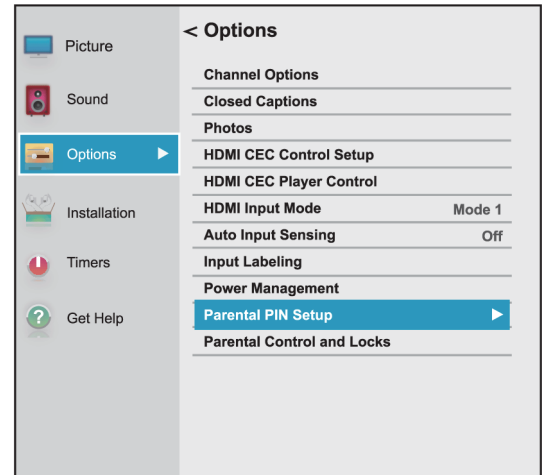 Picture
Sound
Options
Installation
Timers
Get Help
< Options
Channel Options
Closed Captions
Photos
HDMI CEC Control Setup
HDMI CEC Player Control
HDMI Input Mode Mode 1
Auto Input Sensing Off
Input Labeling
Power Management
Parental PIN Setup
Parental Control and Locks